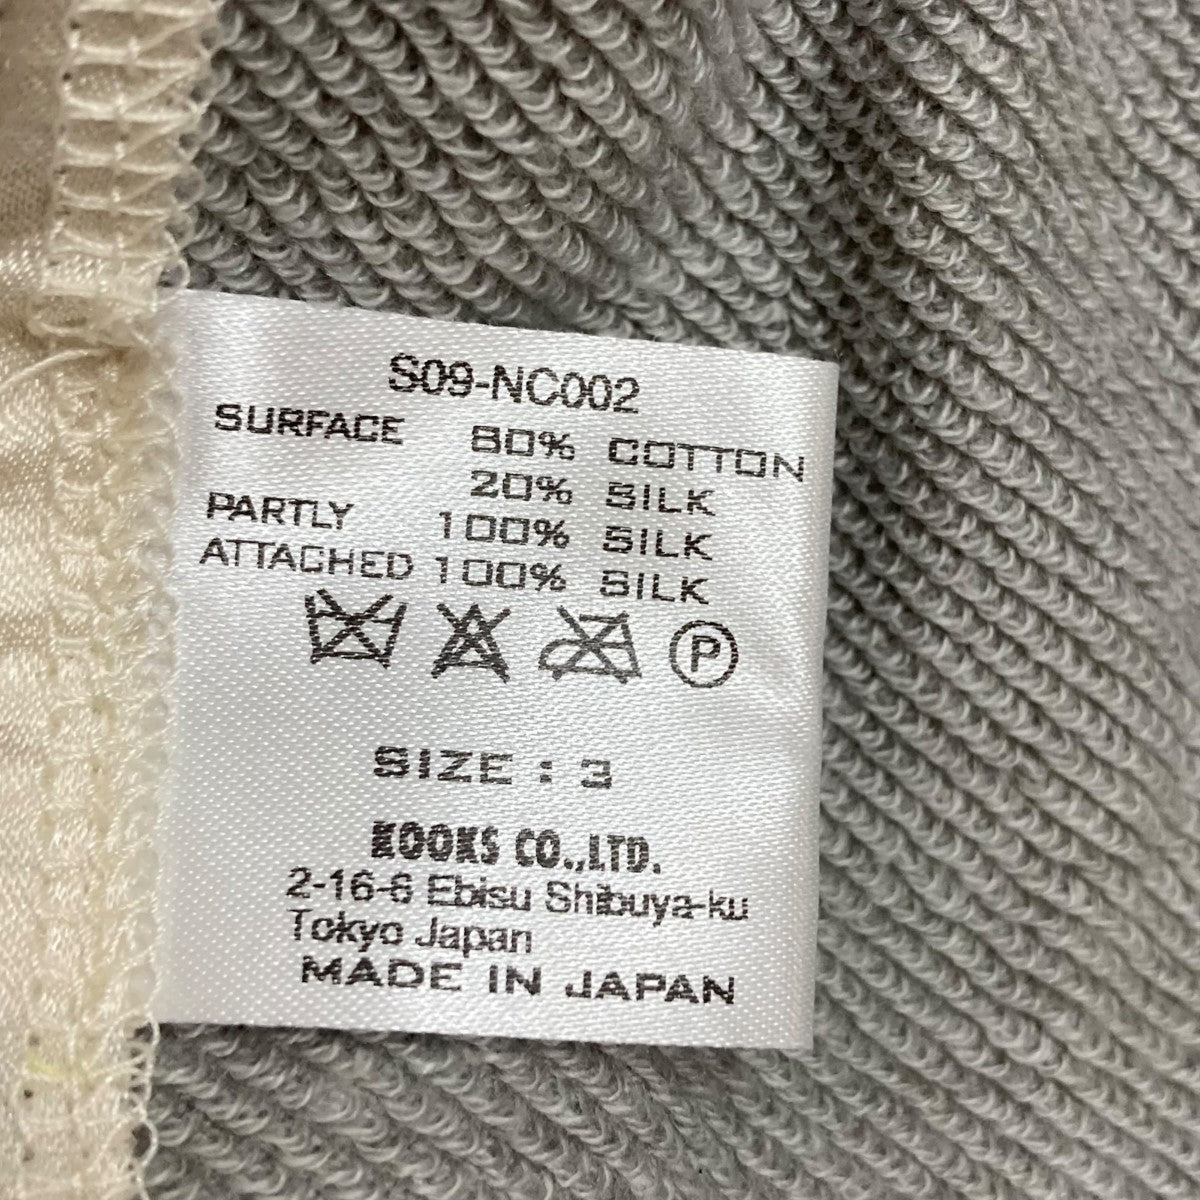 S09-NC002
SURFACE 80% COTTON
20% SILK
PARTLY 100% SILK
ATTACHED 100% SILK
P
SIZE : 3
KOOKS CO.,LTD.
2-16-6 Ebisu Shibuya-ku
Tokyo Japan
MADE IN JAPAN